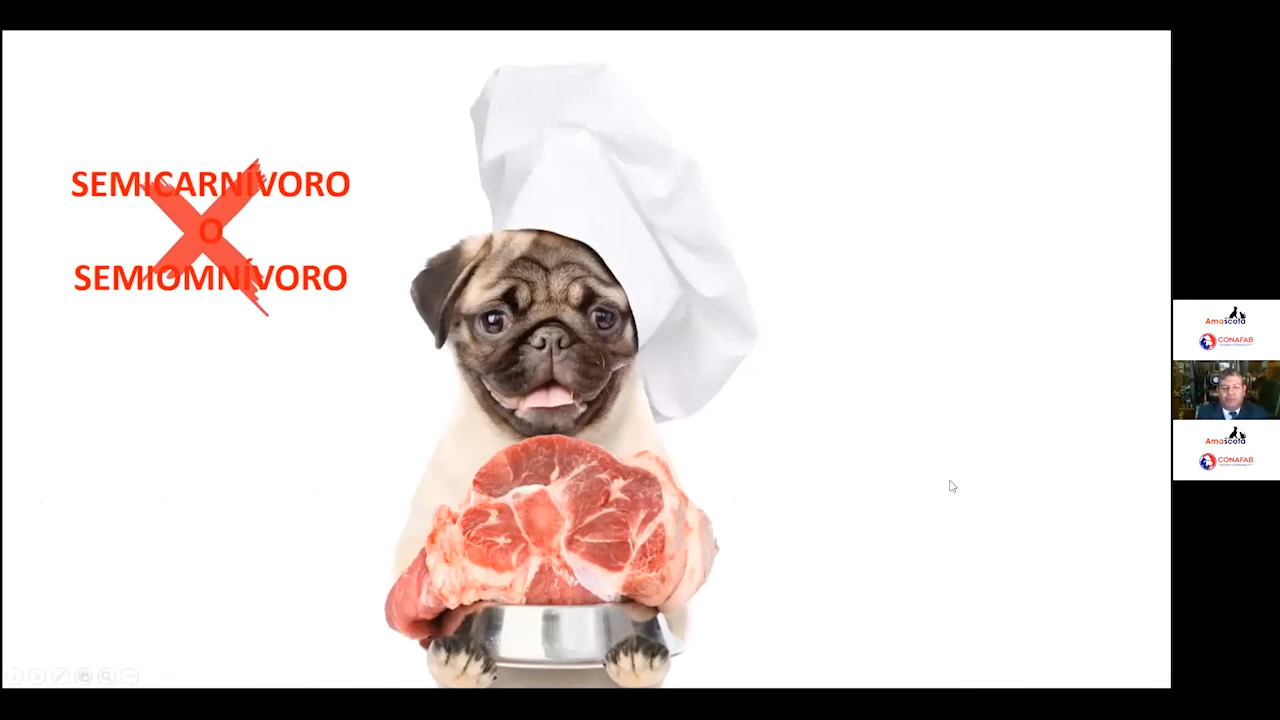 SEMICARNÍVORO
O
SEMIOMNÍVORO
Amascota
CONAFAB
Amascota
CONAFAB